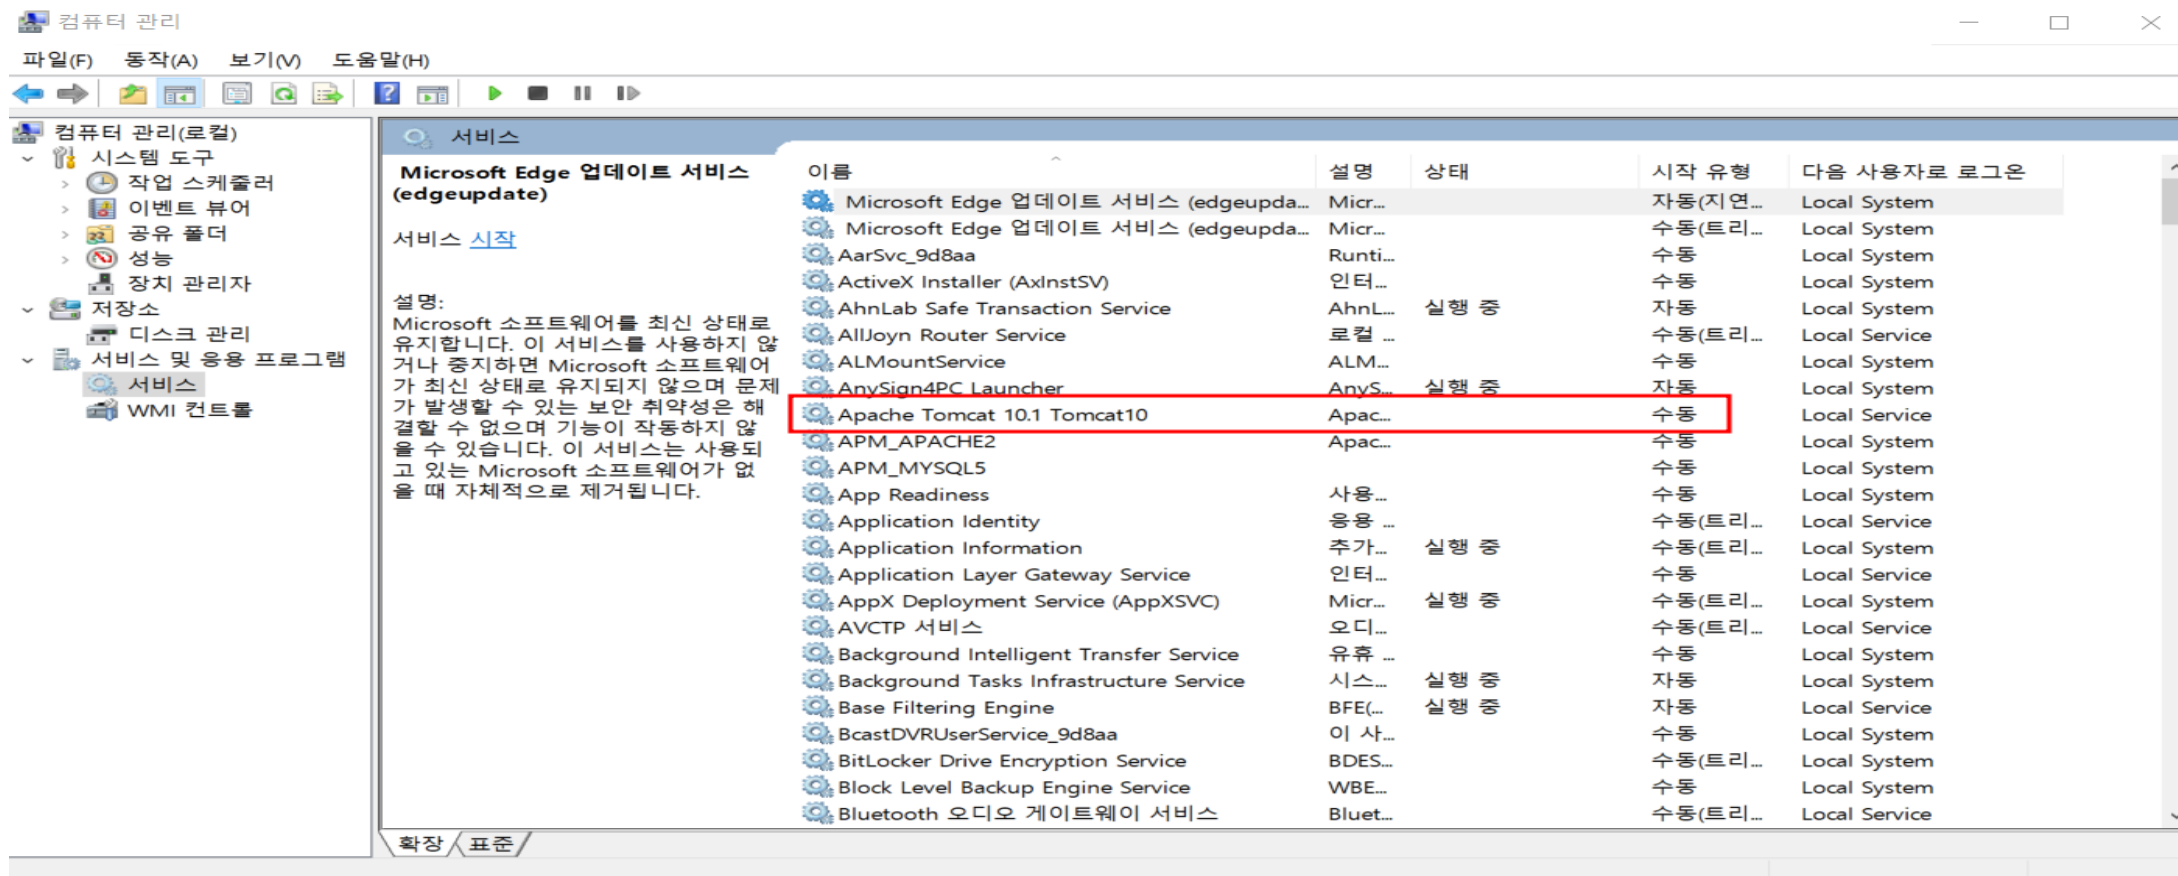 컴퓨터 관리
파일(F) 동작(A) 보기(V) 도움말(H)
컴퓨터 관리(로컬)
시스템 도구
작업 스케줄러
이벤트 뷰어
공유 폴더
성능
장치 관리자
저장소
디스크 관리
서비스 및 응용 프로그램
서비스
WMI 컨트롤
서비스
Microsoft Edge 업데이트 서비스
(edgeupdate)
서비스 시작
설명:
Microsoft 소프트웨어를 최신 상태로
유지합니다. 이 서비스를 사용하지 않
거나 중지하면 Microsoft 소프트웨어
가 최신 상태로 유지되지 않으며 문제
가 발생할 수 있는 보안 취약성은 해
결할 수 없으며 기능이 작동하지 않
을 수 있습니다. 이 서비스는 사용되
고 있는 Microsoft 소프트웨어가 없
을 때 자체적으로 제거됩니다.
이름 설명 상태 시작 유형 다음 사용자로 로그온
Microsoft Edge 업데이트 서비스 (edgeupda... Micr... 자동(지연... Local System
Microsoft Edge 업데이트 서비스 (edgeupda... Micr... 수동(트리... Local System
AarSvc_9d8aa Runti... 수동 Local System
ActiveX Installer (AxInstSV) 인터... 수동 Local System
AhnLab Safe Transaction Service AhnL... 실행 중 자동 Local System
AllJoyn Router Service 로컬 ... 수동(트리... Local Service
ALMountService ALM... 수동 Local System
AnySign4PC Launcher AnyS... 실행 중 자동 Local System
Apache Tomcat 10.1 Tomcat10 Apac... 수동 Local Service
APM_APACHE2 Apac... 수동 Local System
APM_MYSQL5 수동 Local System
App Readiness 사용... 수동 Local System
Application Identity 응용 ... 수동(트리... Local Service
Application Information 추가... 실행 중 수동(트리... Local System
Application Layer Gateway Service 인터... 수동 Local Service
AppX Deployment Service (AppXSVC) Micr... 실행 중 수동(트리... Local System
AVCTP 서비스 오디... 수동(트리... Local Service
Background Intelligent Transfer Service 유휴 ... 수동 Local System
Background Tasks Infrastructure Service 시스... 실행 중 자동 Local System
Base Filtering Engine BFE(... 실행 중 자동 Local Service
BcastDVRUserService_9d8aa 이 사... 수동 Local System
BitLocker Drive Encryption Service BDES... 수동(트리... Local System
Block Level Backup Engine Service WBE... 수동 Local System
Bluetooth 오디오 게이트웨이 서비스 Bluet... 수동(트리... Local Service
확장 표준